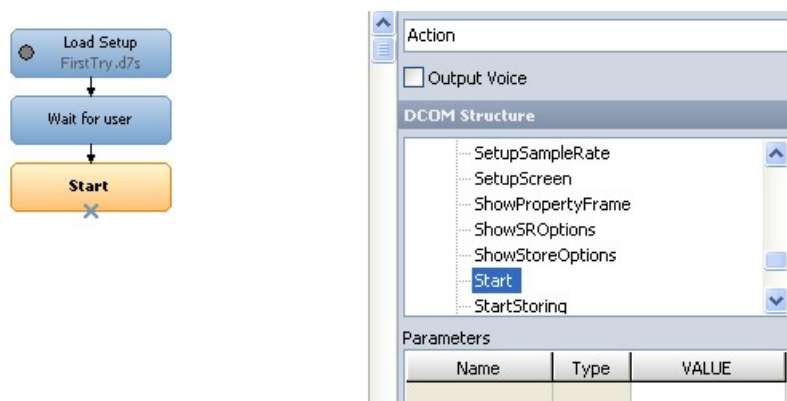 Load Setup
FirstTry.d7s
Wait for user
Start
Action
Output Voice
DCOM Structure
SetupSampleRate
SetupScreen
ShowPropertyFrame
ShowSROptions
ShowStoreOptions
Start
StartStoring
Parameters
Name Type VALUE